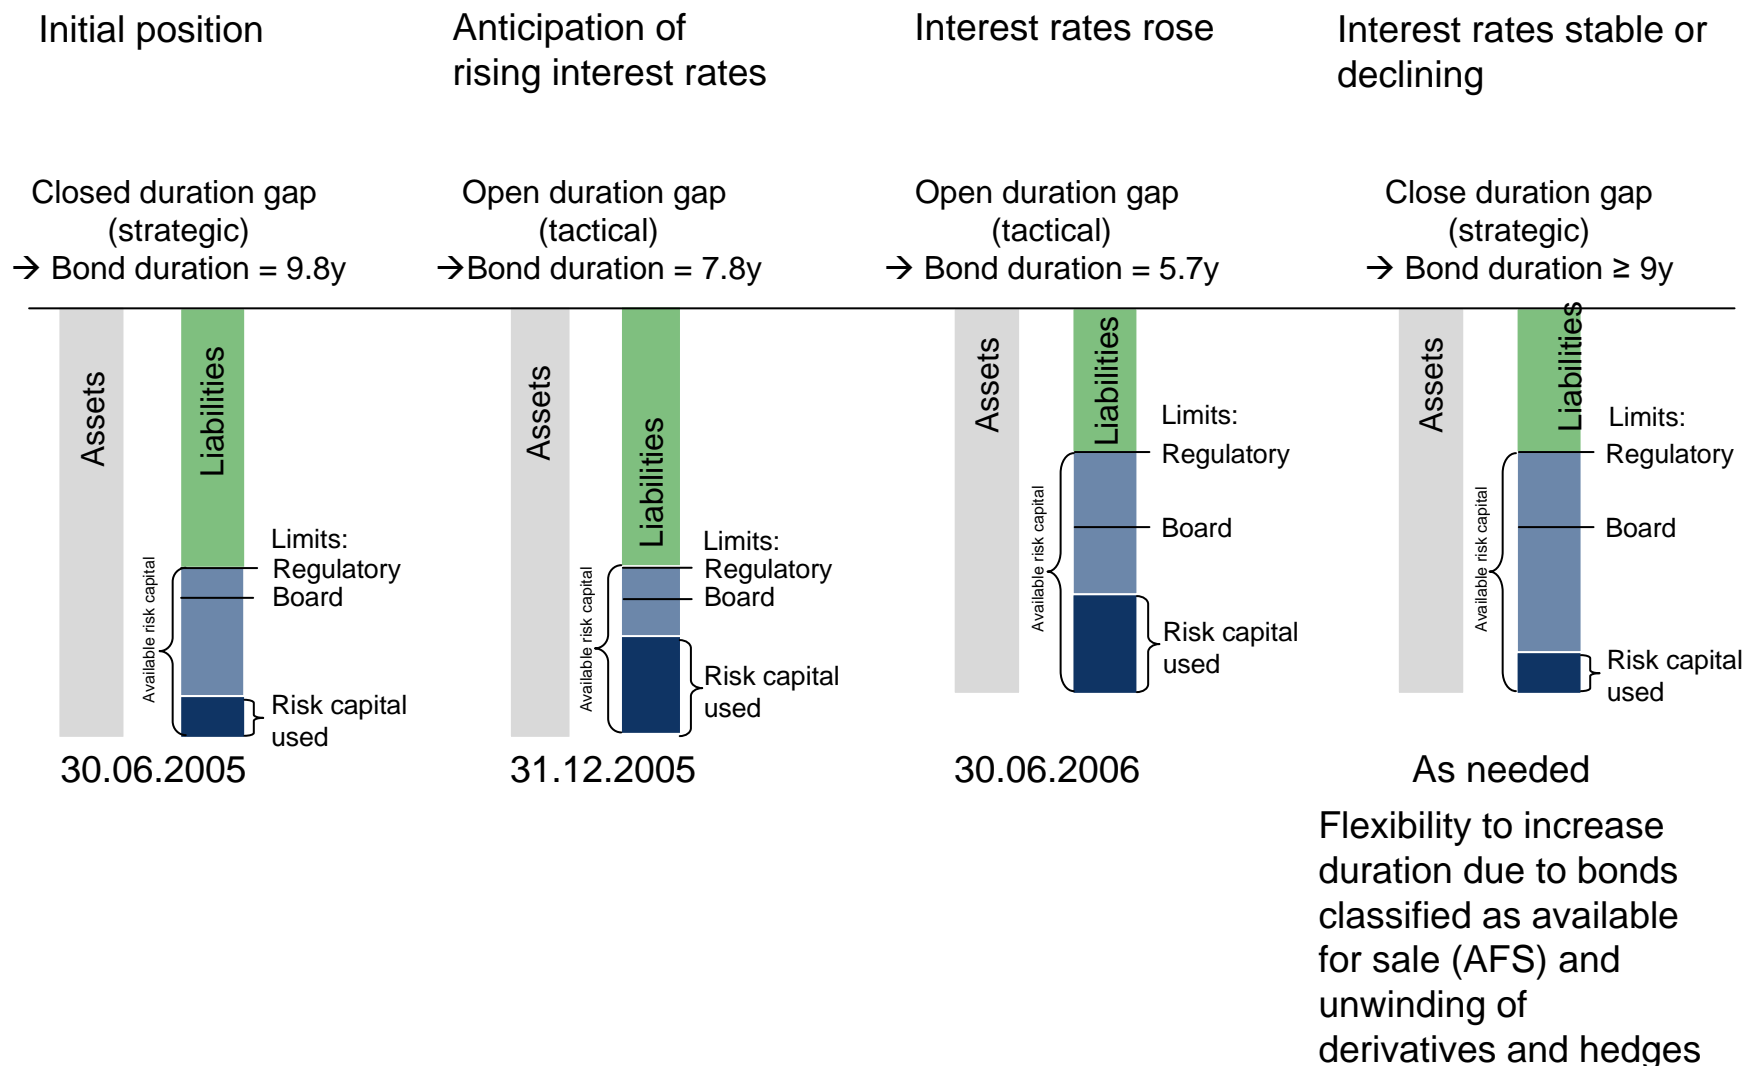 Initial position
Anticipation of
rising interest rates
Interest rates rose
Interest rates stable or
declining
Closed duration gap
(strategic)
→ Bond duration = 9.8y
Open duration gap
(tactical)
→Bond duration = 7.8y
Open duration gap
(tactical)
→ Bond duration = 5.7y
Close duration gap
(strategic)
→ Bond duration ≥ 9y
Assets
Liabilities
Available risk capital
Limits:
Regulatory
Board
Risk capital
used
30.06.2005
Assets
Liabilities
Available risk capital
Limits:
Regulatory
Board
Risk capital
used
31.12.2005
Assets
Liabilities
Available risk capital
Limits:
Regulatory
Board
Risk capital
used
30.06.2006
Assets
Liabilities
Available risk capital
Limits:
Regulatory
Board
Risk capital
used
As needed
Flexibility to increase
duration due to bonds
classified as available
for sale (AFS) and
unwinding of
derivatives and hedges